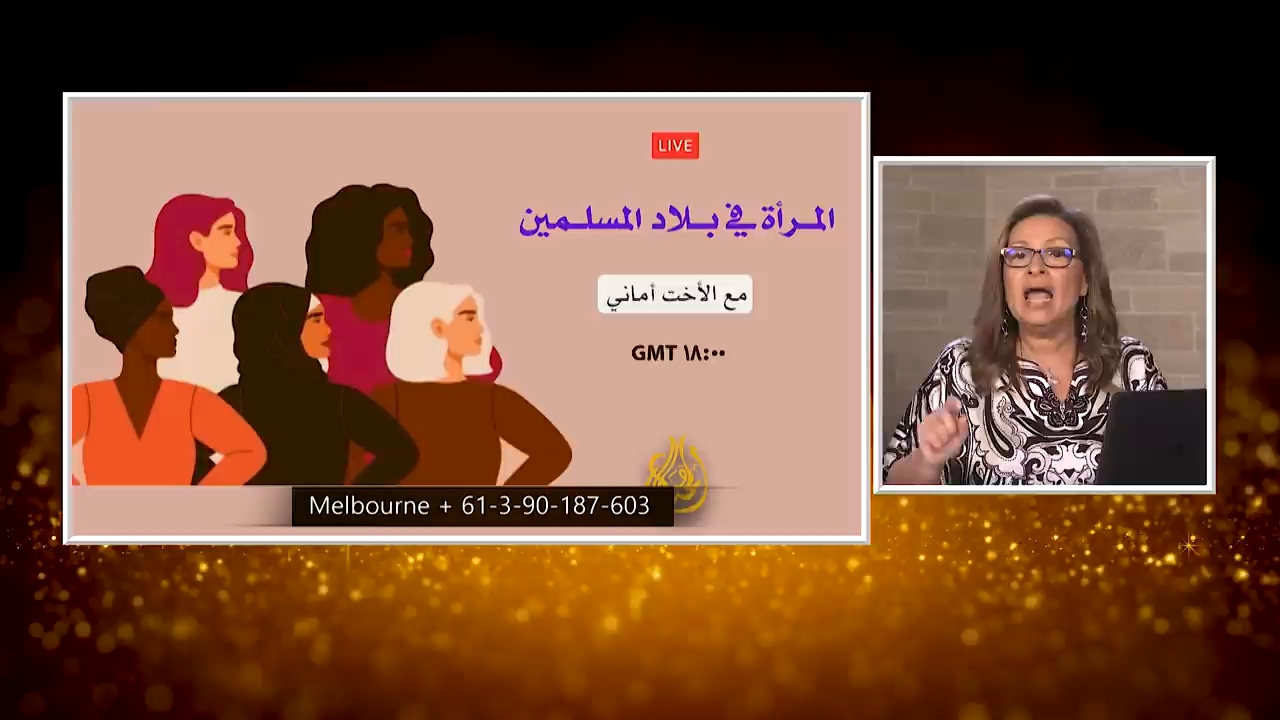 LIVE
المرأة في بلاد المسلمين
مع الأخت أماني
GMT ١٨:٠٠
Melbourne + 61-3-90-187-603